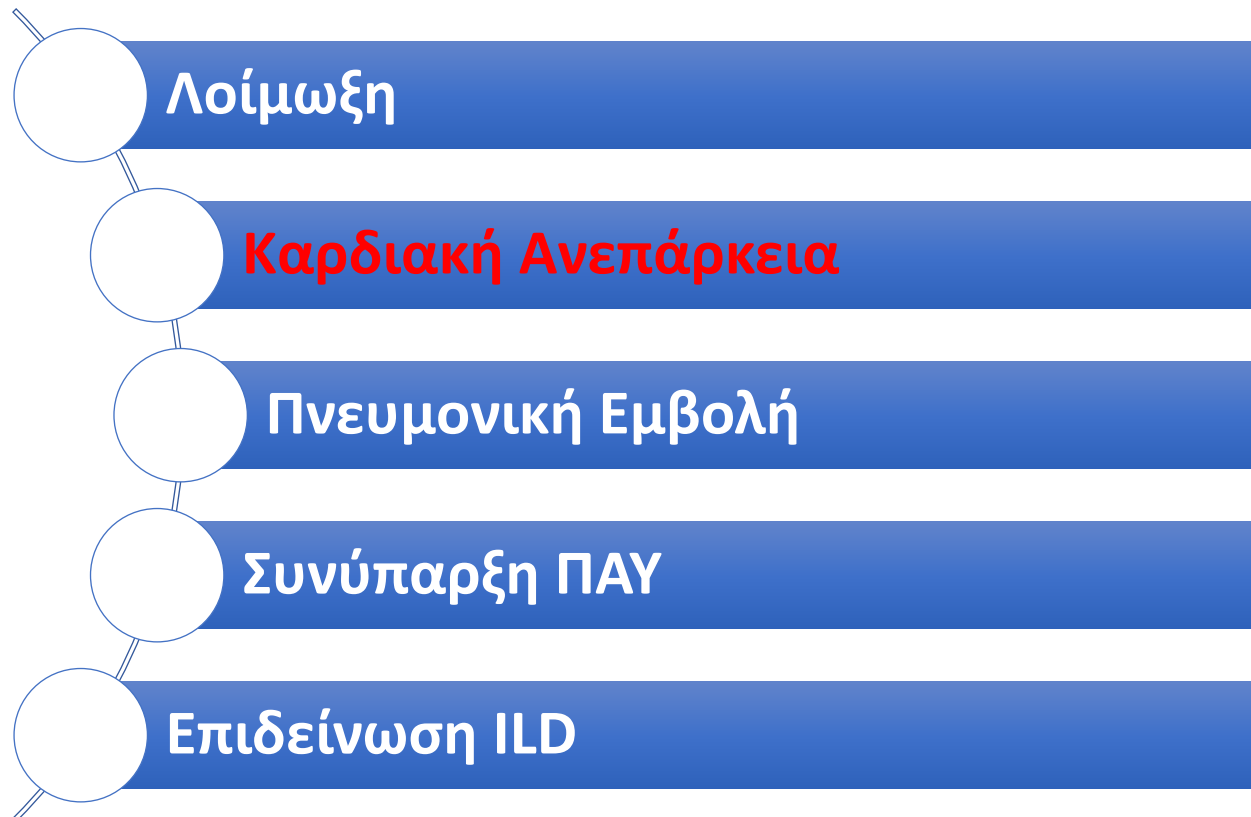 Λοίμωξη
Καρδιακή Ανεπάρκεια
Πνευμονική Εμβολή
Συνύπαρξη ΠΑΥ
Επιδείνωση ILD